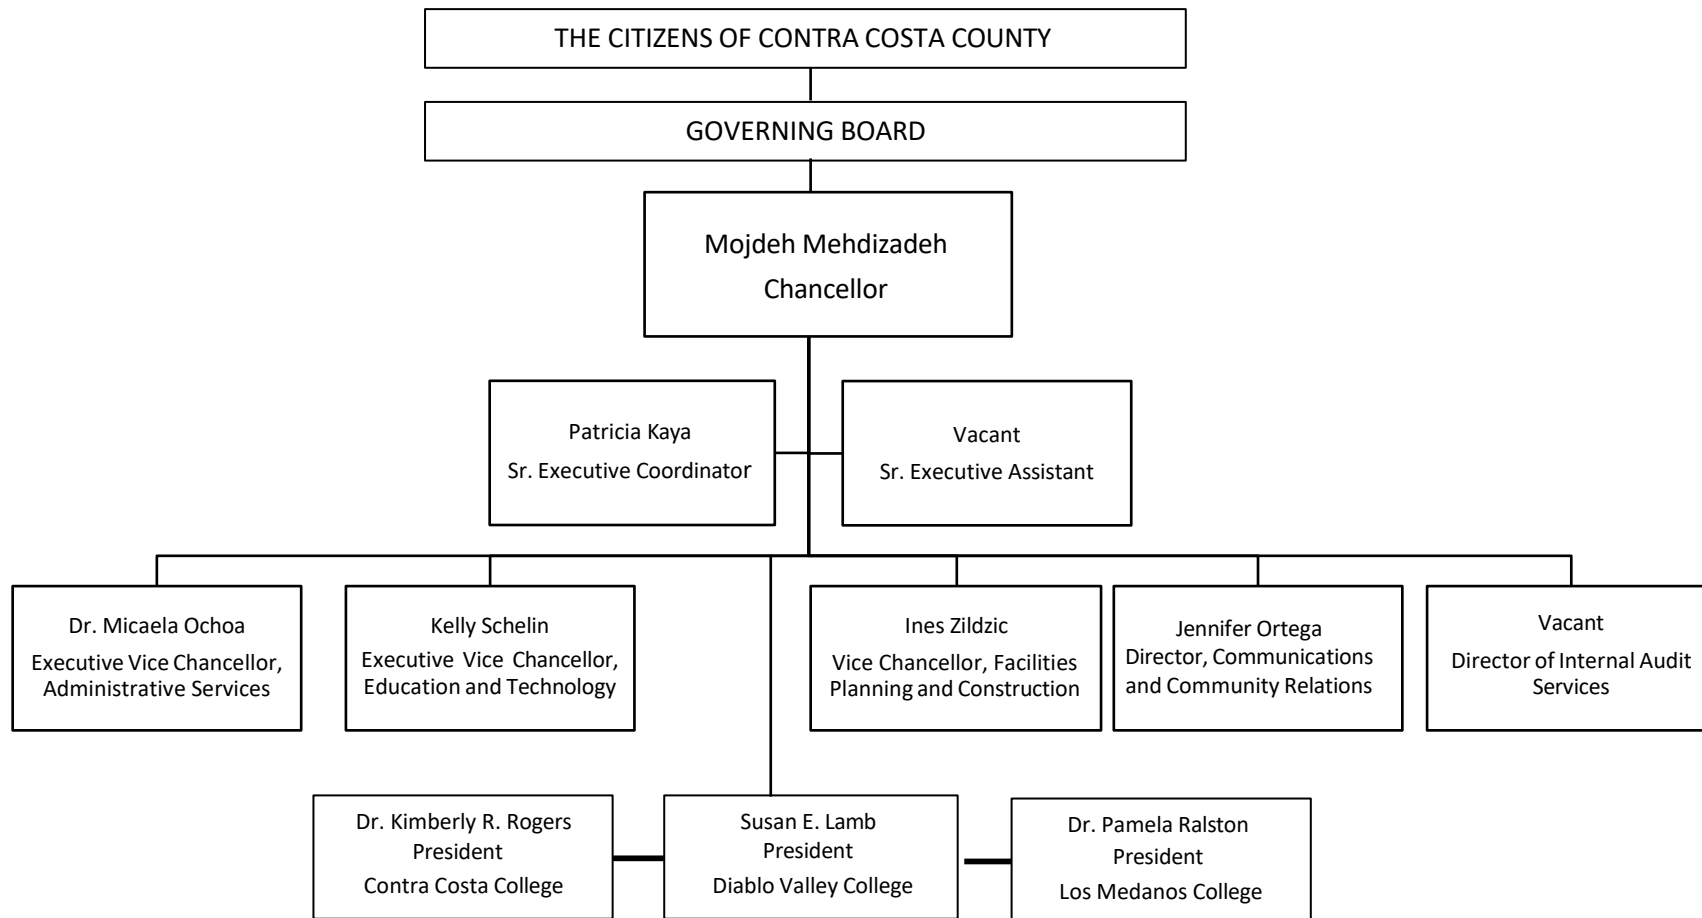 THE CITIZENS OF CONTRA COSTA COUNTY
GOVERNING BOARD
Mojdeh Mehdizadeh
Chancellor
Patricia Kaya
Sr. Executive Coordinator
Vacant
Sr. Executive Assistant
Dr. Micaela Ochoa
Executive Vice Chancellor,
Administrative Services
Kelly Schelin
Executive Vice Chancellor,
Education and Technology
Ines Zildzic
Vice Chancellor, Facilities
Planning and Construction
Jennifer Ortega
Director, Communications
and Community Relations
Vacant
Director of Internal Audit
Services
Dr. Kimberly R. Rogers
President
Contra Costa College
Susan E. Lamb
President
Diablo Valley College
Dr. Pamela Ralston
President
Los Medanos College